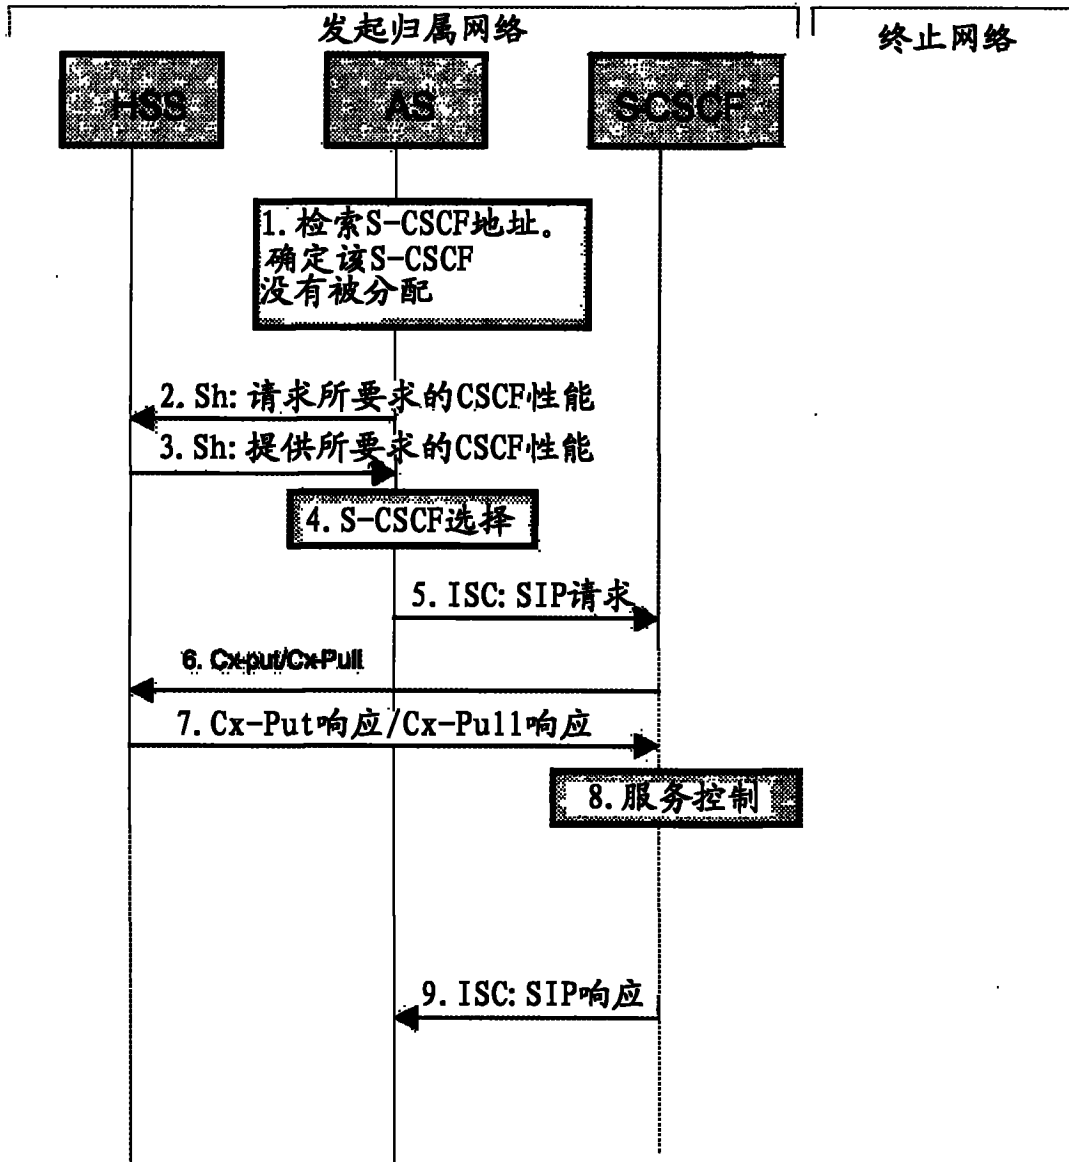 发起归属网络
终止网络
HSS
AS
S-CSCF
1. 检索S-CSCF地址。
确定该S-CSCF
没有被分配
2. Sh: 请求所要求的CSCF性能
3. Sh: 提供所要求的CSCF性能
4. S-CSCF选择
5. ISC: SIP请求
6. Cx-put/Cx-Pull
7. Cx-Put响应/Cx-Pull响应
8. 服务控制
9. ISC: SIP响应